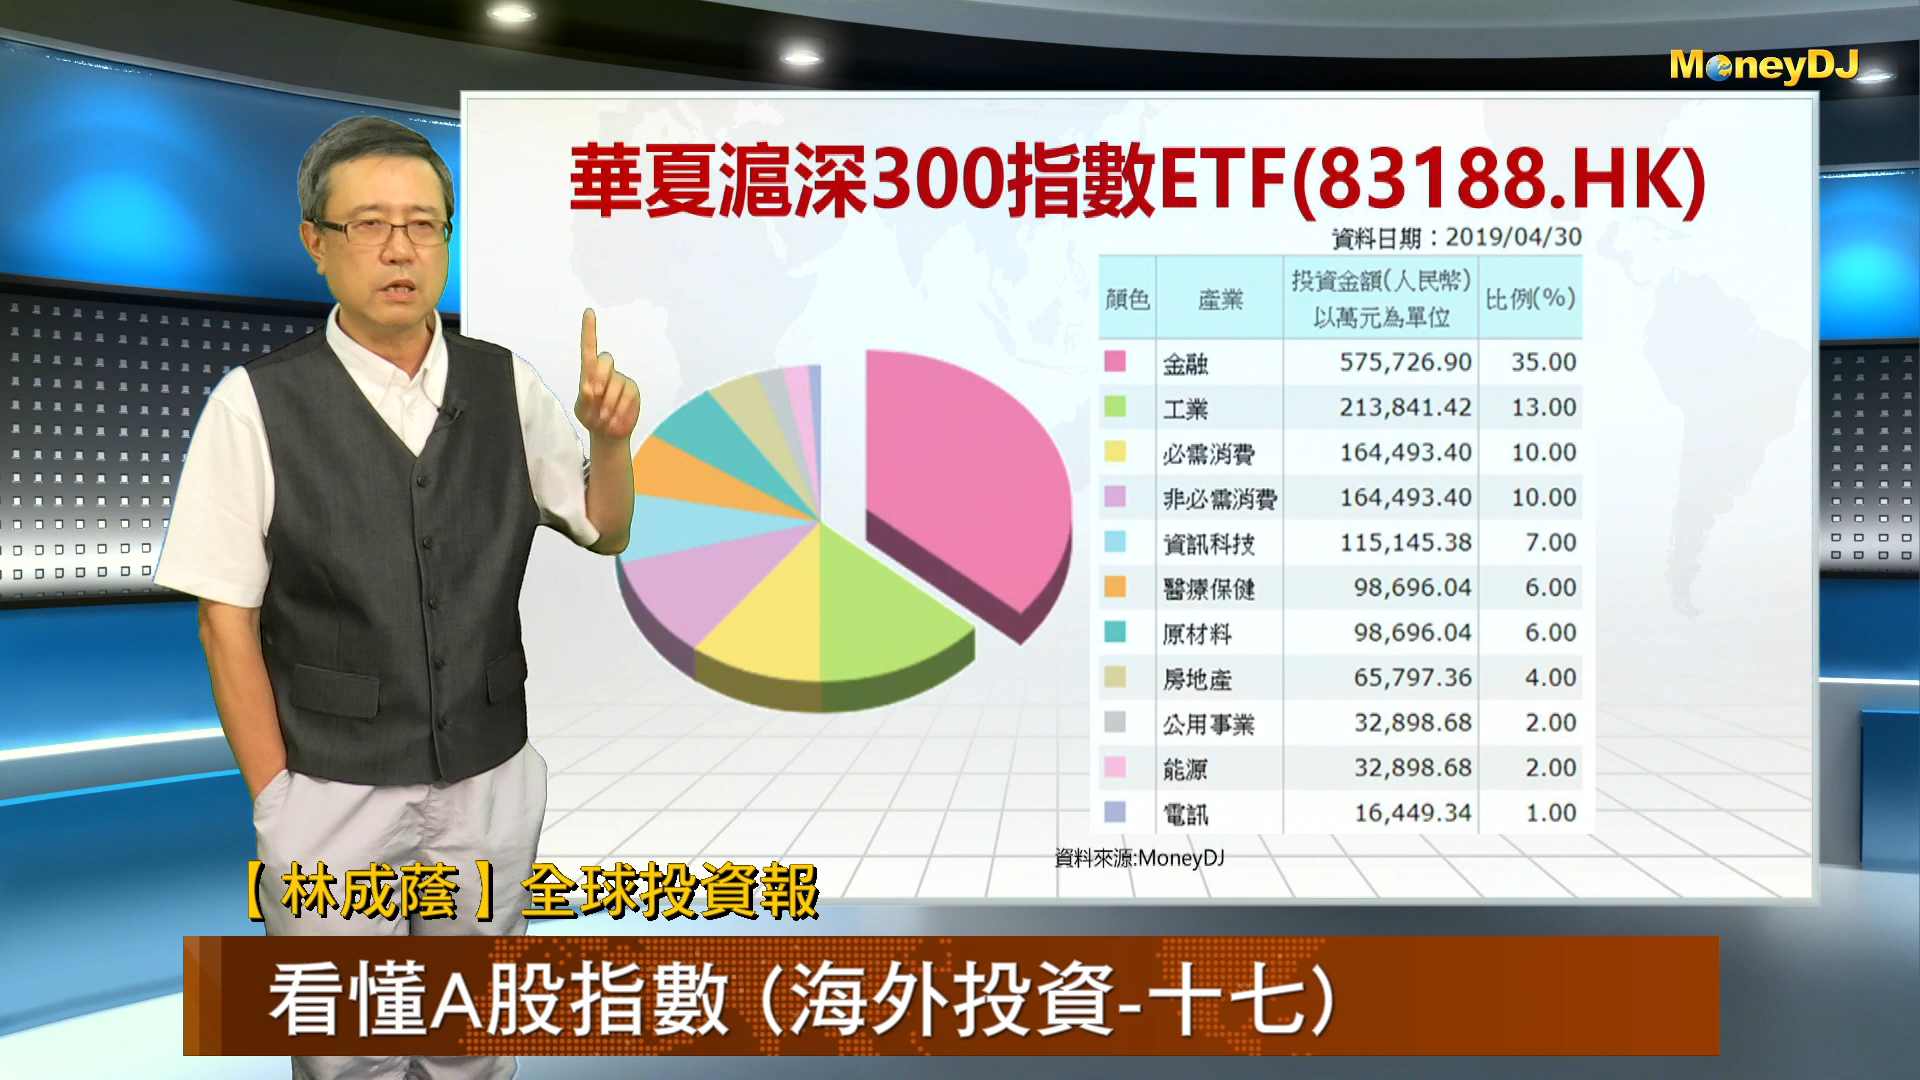 MoneyDJ
華夏滬深300指數ETF(83188.HK)
資料日期：2019/04/30
顏色 產業 投資金額(人民幣) 以萬元為單位 比例(%)
金融 575,726.90 35.00
工業 213,841.42 13.00
必需消費 164,493.40 10.00
非必需消費 164,493.40 10.00
資訊科技 115,145.38 7.00
醫療保健 98,696.04 6.00
原材料 98,696.04 6.00
房地產 65,797.36 4.00
公用事業 32,898.68 2.00
能源 32,898.68 2.00
電訊 16,449.34 1.00
資料來源:MoneyDJ
【林成蔭】全球投資報
看懂A股指數（海外投資-十七）